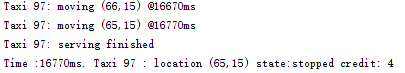 Taxi 97: moving (66,15) @16670ms
Taxi 97: moving (65,15) @16770ms
Taxi 97: serving finished
Time :16770ms. Taxi 97 : location (65,15) state:stopped credit: 4